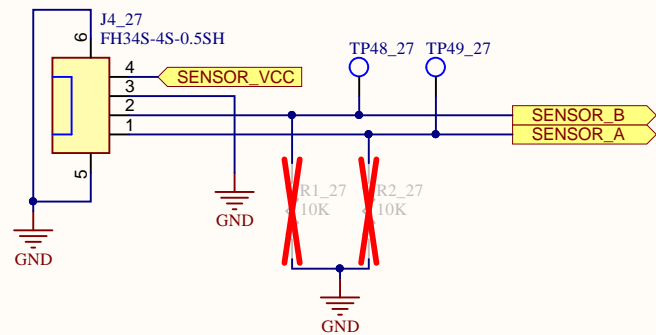 J4_27
FH34S-4S-0.5SH
6
4
3
2
1
5
SENSOR_VCC
TP48_27
TP49_27
SENSOR_B
SENSOR_A
R1_27
10K
R2_27
10K
GND
GND
GND